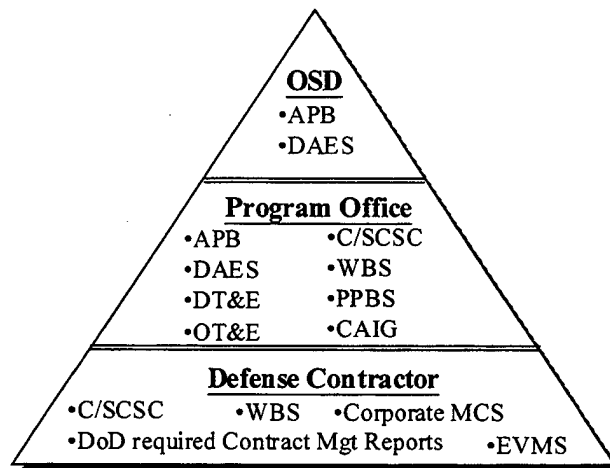 OSD
•APB
•DAES
Program Office
•APB •C/SCSC
•DAES •WBS
•DT&E •PPBS
•OT&E •CAIG
Defense Contractor
•C/SCSC •WBS •Corporate MCS
•DoD required Contract Mgt Reports •EVMS